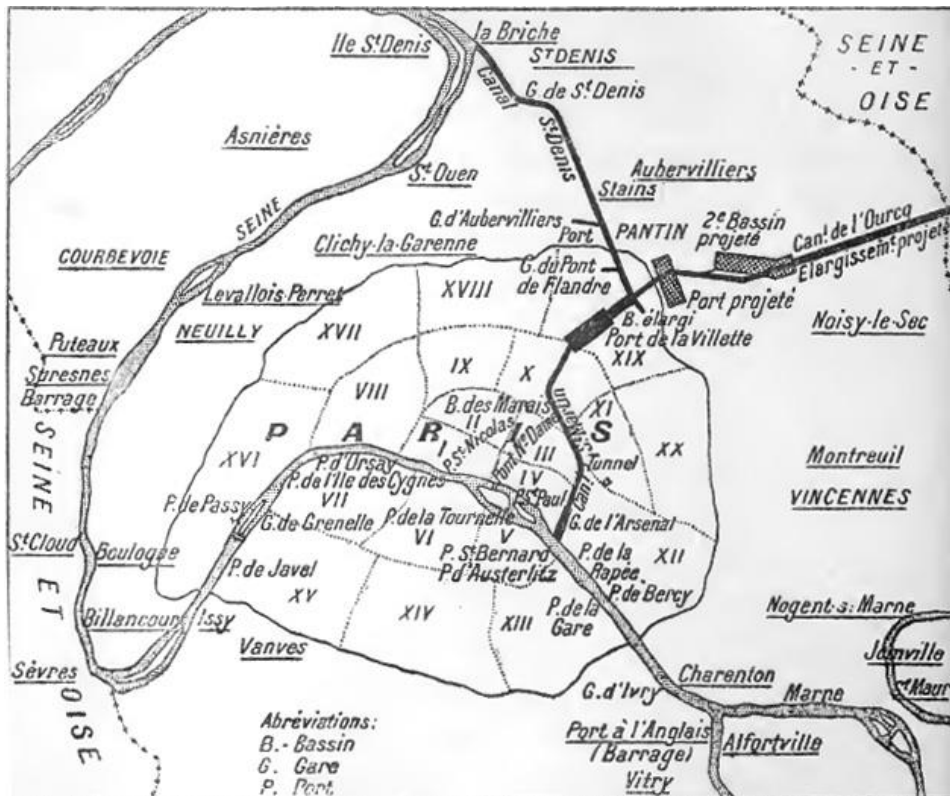 la Briche
Ile St Denis
ST DENIS
SEINE
- ET -
OISE
Canal
G. de St Denis
St Denis
Asnières
St Ouen
Aubervilliers
Stains
SEINE
G. d'Aubervilliers
Port
PANTIN
2e Bassin
projeté
Can. de l'Ourcq
Elargissemt projeté
Clichy-la-Garenne
COURBEVOIE
G. du Pont
de Flandre
Port projeté
Levallois-Perret
XVIII
B. élargi
Port de la Villette
Noisy-le-Sec
NEUILLY
XVII
XIX
Puteaux
Suresnes
Barrage
IX
X
VIII
B. des Marais
II
XI
P A R I S
P. St Nicolas
Port Ne Dame
I
III
XX
SEINE ET OISE
XVI
P. d'Orsay
Tunnel
Montreuil
P. de l'Ile des Cygnes
IV
P. St Paul
Canal
VINCENNES
P. de Passy
VII
G. de Grenelle
P. de la Tournelle
V
G. de l'Arsenal
St Cloud
Boulogne
VI
P. St Bernard
P. de la
Rapée
XII
P. de Javel
P. d'Austerlitz
P. de Bercy
XV
XIV
XIII
P. de la
Gare
Nogent-s.-Marne
Billancourt
Issy
Vanves
Joinville
St Maur
Sèvres
Charenton
G. d'Ivry
Marne
Port à l'Anglais
(Barrage)
Alfortville
Vitry
Abréviations:
B.- Bassin
G. Gare
P. Port